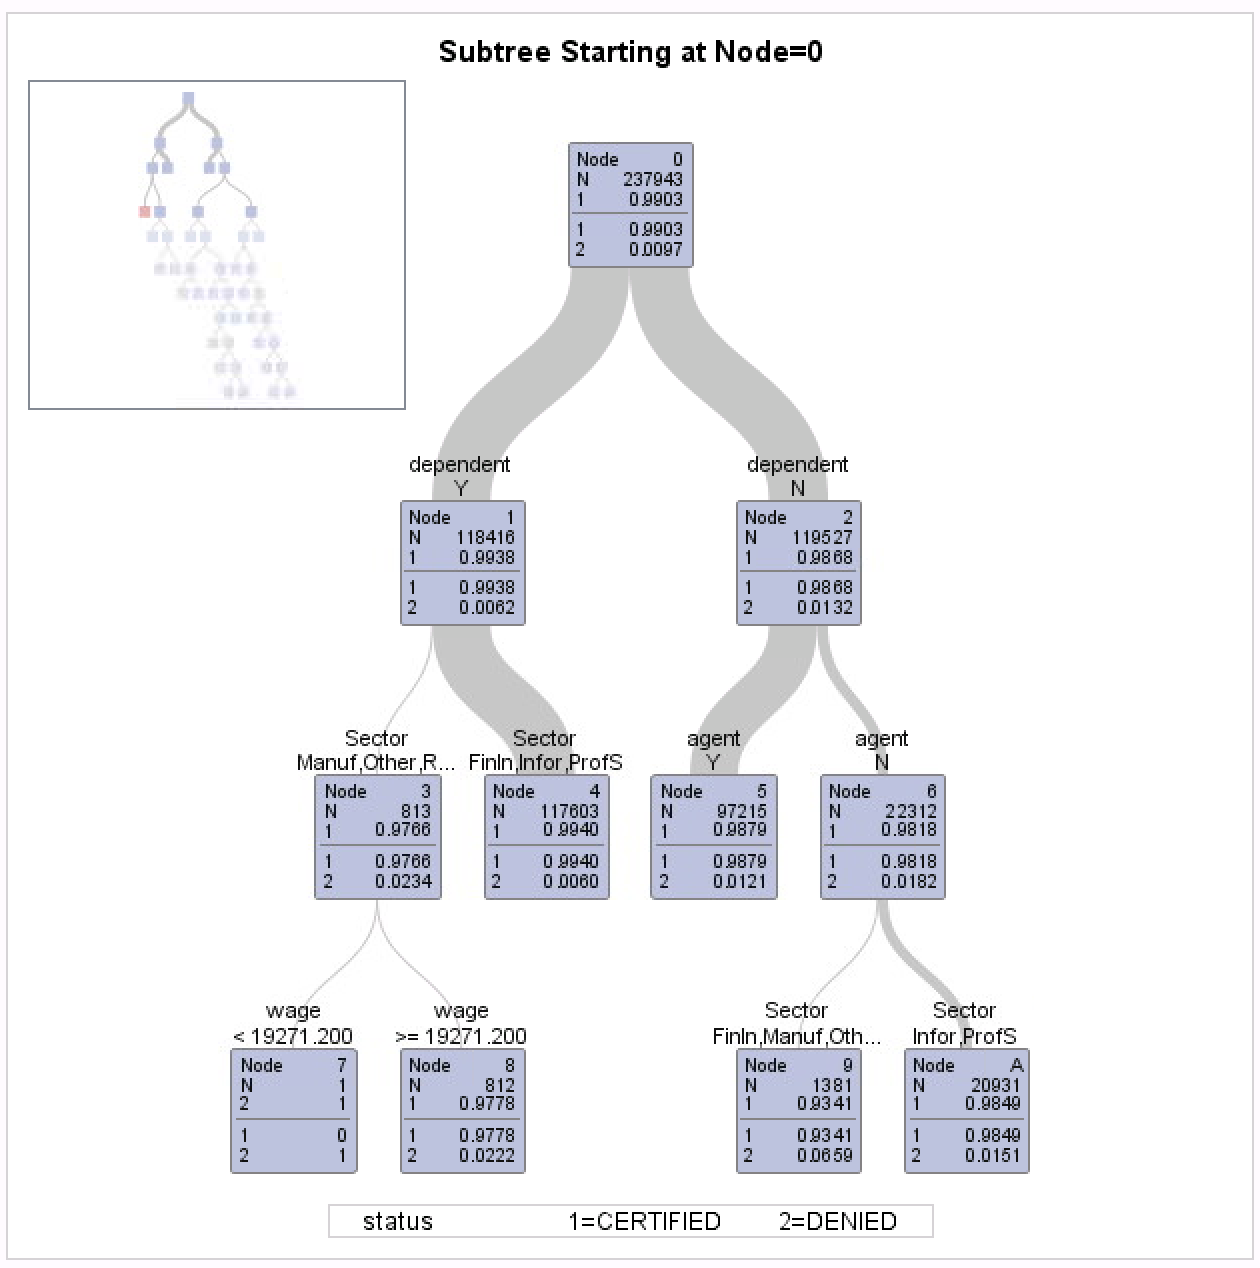 Subtree Starting at Node=0
Node 0
N 237943
1 0.9903
1 0.9903
2 0.0097
dependent
Y
dependent
N
Node 1
N 118416
1 0.9938
1 0.9938
2 0.0062
Node 2
N 119527
1 0.9868
1 0.9868
2 0.0132
Sector
Manuf,Other,R...
Sector
FinIn,Infor,ProfS
agent
Y
agent
N
Node 3
N 813
1 0.9766
1 0.9766
2 0.0234
Node 4
N 117603
1 0.9940
1 0.9940
2 0.0060
Node 5
N 97215
1 0.9879
1 0.9879
2 0.0121
Node 6
N 22312
1 0.9818
1 0.9818
2 0.0182
wage
< 19271.200
wage
>= 19271.200
Sector
FinIn,Manuf,Oth...
Sector
Infor,ProfS
Node 7
N 1
2 1
1 0
2 1
Node 8
N 812
1 0.9778
1 0.9778
2 0.0222
Node 9
N 1381
1 0.9341
1 0.9341
2 0.0659
Node A
N 20931
1 0.9849
1 0.9849
2 0.0151
status 1=CERTIFIED 2=DENIED